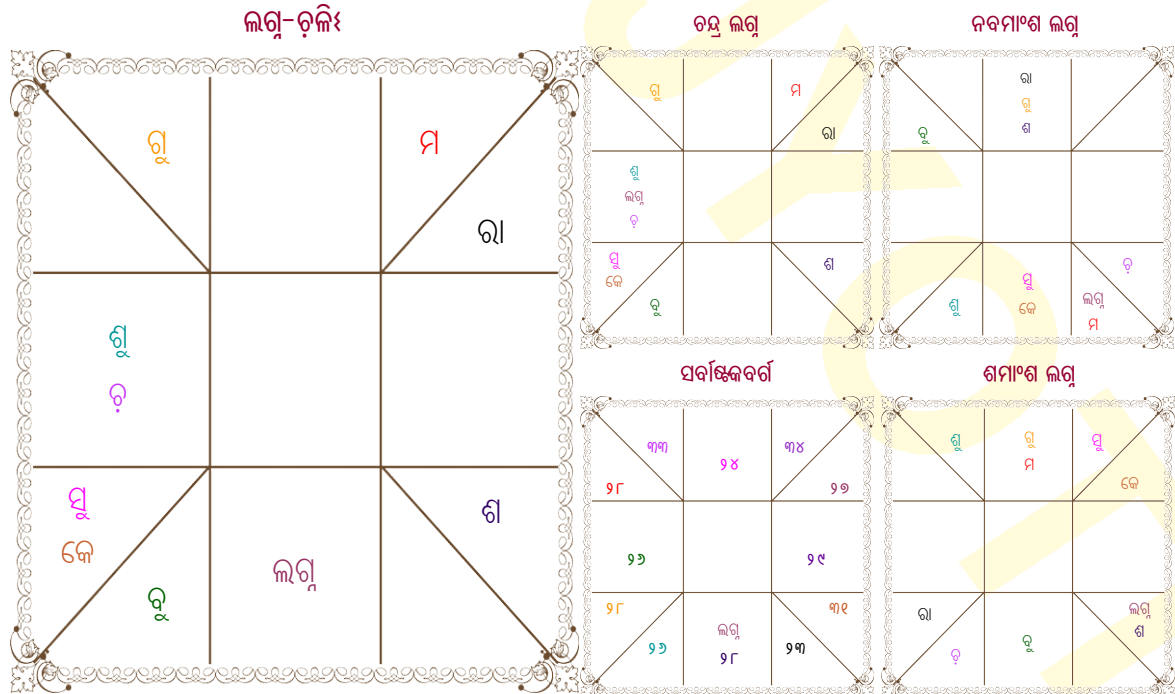 ଲଗ୍ନ-ଚ଼ଳିଃ
ଗୁ
ମ
ରା
ଶୁ
ଚ଼
ସୁ
କେ
ବୁ
ଲଗ୍ନ
ଶ
ଚନ୍ଦ୍ର ଲଗ୍ନ
ଗୁ
ମ
ରା
ଶୁ
ଲଗ୍ନ
ଚ଼
ସୁ
କେ
ବୁ
ଶ
ନବମାଂଶ ଲଗ୍ନ
ରା
ଗୁ
ଶ
ବୁ
ଚ଼
ସୁ
କେ
ଶୁ
ଲଗ୍ନ
ମ
ସର୍ବାଷ୍ଟକବର୍ଗ
୩୩
୨୪
୩୪
୨୮
୨୭
୨୬
୨୯
୨୮
୩୧
୨୬
ଲଗ୍ନ
୨୮
୨୩
ଶମାଂଶ ଲଗ୍ନ
ଶୁ
ଗୁ
ମ
ସୁ
କେ
ରା
ଚ଼
ବୁ
ଲଗ୍ନ
ଶ